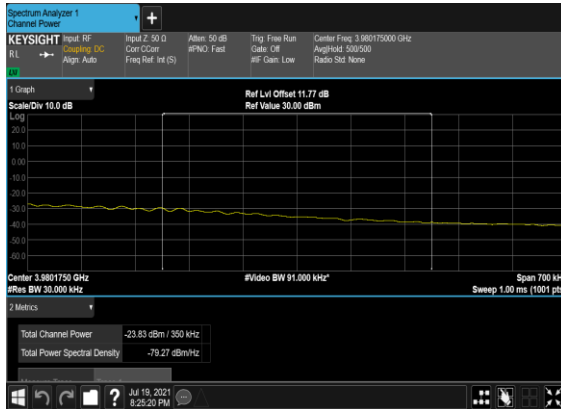 Spectrum Analyzer 1
Channel Power
+
KEYSIGHT Input: RF Input Z: 50 Ω Atten: 50 dB Trig: Free Run Center Freq: 3.980175000 GHz
RL Coupling: DC Corr CCorr #PNO: Fast Gate: Off Avg|Hold: 500/500
Align: Auto Freq Ref: Int (S) #IF Gain: Low Radio Std: None
1 Graph
Ref Lvl Offset 11.77 dB
Scale/Div 10.0 dB Ref Value 30.00 dBm
Log
20.0
10.0
0.00
-10.0
-20.0
-30.0
-40.0
-50.0
-60.0
Center 3.9801750 GHz #Video BW 91.000 kHz* Span 700 kH
#Res BW 30.000 kHz Sweep 1.00 ms (1001 pts
2 Metrics
Total Channel Power -23.83 dBm / 350 kHz
Total Power Spectral Density -79.27 dBm/Hz
?
Jul 19, 2021
8:25:20 PM